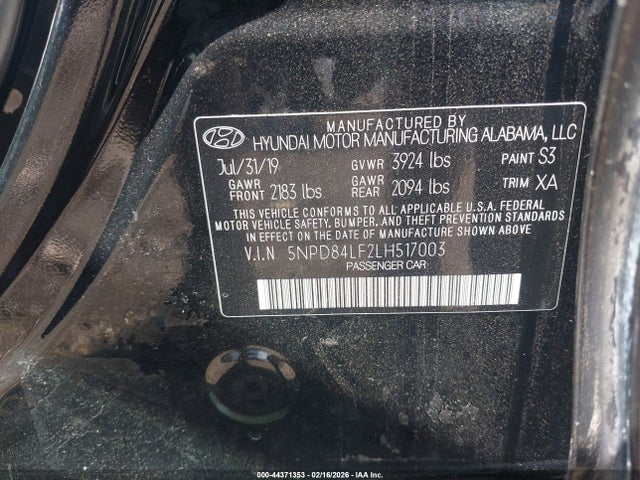 MANUFACTURED BY
HYUNDAI MOTOR MANUFACTURING ALABAMA, LLC
Jul/31/19 GVWR 3924 lbs PAINT S3
GAWR FRONT 2183 lbs GAWR REAR 2094 lbs TRIM XA
THIS VEHICLE CONFORMS TO ALL APPLICABLE U.S.A. FEDERAL
MOTOR VEHICLE SAFETY, BUMPER, AND THEFT PREVENTION STANDARDS
IN EFFECT ON THE DATE OF MANUFACTURE SHOWN ABOVE.
V.I.N 5NPD84LF2LH517003
PASSENGER CAR
000-44371353 - 02/16/2026 - © IAA Inc.